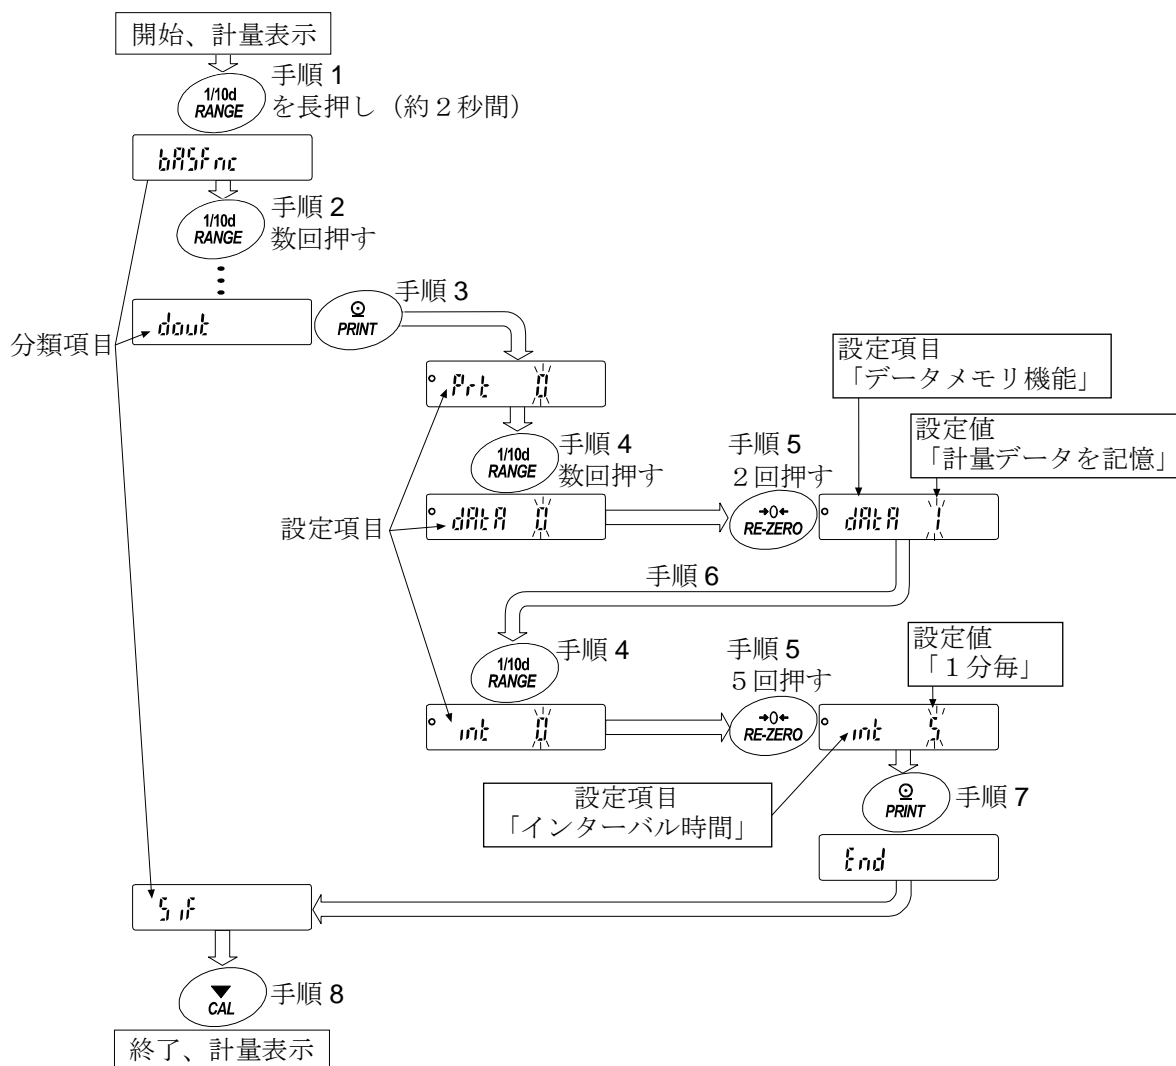 開始、計量表示
手順 1
1/10d
RANGE
を長押し（約２秒間）
bASFnc
手順 2
1/10d
RANGE
数回押す
dout
PRINT
手順 3
分類項目
設定項目
「データメモリ機能」
Prt 0
設定値
「計量データを記憶」
1/10d
RANGE
手順 4
数回押す
手順 5
２回押す
→0←
RE-ZERO
dAtA 0
dAtA 1
設定項目
手順 6
1/10d
RANGE
手順 4
手順 5
５回押す
→0←
RE-ZERO
設定値
「１分毎」
int 0
int 5
設定項目
「インターバル時間」
PRINT
手順 7
End
SiF
CAL
手順 8
終了、計量表示